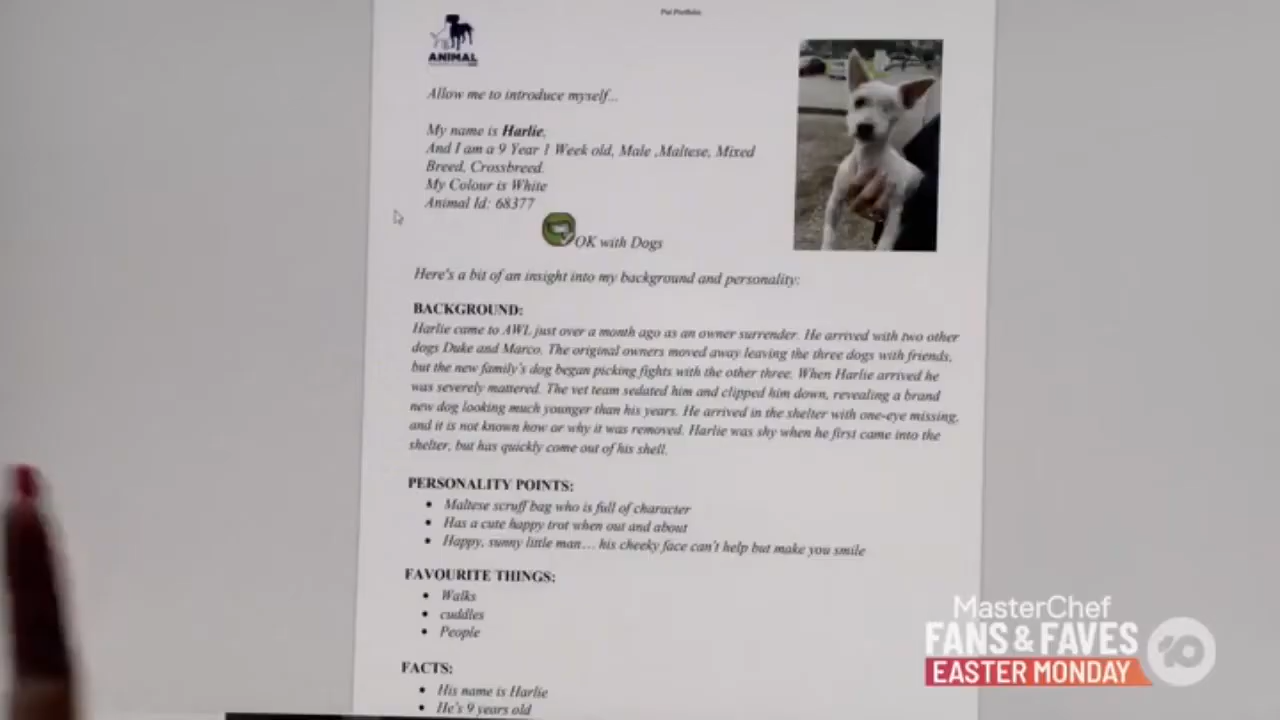 Pet Portfolio
ANIMAL
Allow me to introduce myself...
My name is Harlie.
And I am a 9 Year 1 Week old, Male ,Maltese, Mixed
Breed, Crossbreed.
My Colour is White
Animal Id: 68377
OK with Dogs
Here's a bit of an insight into my background and personality:
BACKGROUND:
Harlie came to AWL just over a month ago as an owner surrender. He arrived with two other
dogs Duke and Marco. The original owners moved away leaving the three dogs with friends,
but the new family's dog began picking fights with the other three. When Harlie arrived he
was severely mattered. The vet team sedated him and clipped him down, revealing a brand
new dog looking much younger than his years. He arrived in the shelter with one-eye missing,
and it is not known how or why it was removed. Harlie was shy when he first came into the
shelter, but has quickly come out of his shell.
PERSONALITY POINTS:
• Maltese scruff bag who is full of character
• Has a cute happy trot when out and about
• Happy, sunny little man… his cheeky face can't help but make you smile
FAVOURITE THINGS:
• Walks
• cuddles
• People
FACTS:
• His name is Harlie
• He's 9 years old
MasterChef
FANS & FAVES
EASTER MONDAY
10